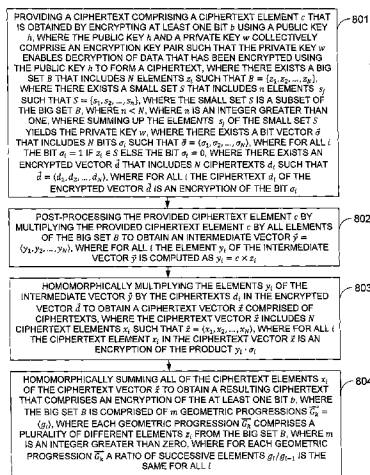 PROVIDING A CIPHERTEXT COMPRISING A CIPHERTEXT ELEMENT c THAT
IS OBTAINED BY ENCRYPTING AT LEAST ONE BIT b USING A PUBLIC KEY
h, WHERE THE PUBLIC KEY h AND A PRIVATE KEY w COLLECTIVELY
COMPRISE AN ENCRYPTION KEY PAIR SUCH THAT THE PRIVATE KEY w
ENABLES DECRYPTION OF DATA THAT HAS BEEN ENCRYPTED USING
THE PUBLIC KEY h TO FORM A CIPHERTEXT, WHERE THERE EXISTS A BIG
SET B THAT INCLUDES N ELEMENTS zᵢ SUCH THAT B = {z₁, z₂, ..., z_N},
WHERE THERE EXISTS A SMALL SET S THAT INCLUDES n ELEMENTS sⱼ
SUCH THAT S = {s₁, s₂, ..., sₙ}, WHERE THE SMALL SET S IS A SUBSET OF
THE BIG SET B, WHERE n < N, WHERE n IS AN INTEGER GREATER THAN
ONE, WHERE SUMMING UP THE ELEMENTS sⱼ OF THE SMALL SET S
YIELDS THE PRIVATE KEY w, WHERE THERE EXISTS A BIT VECTOR σ⃗
THAT INCLUDES N BITS σᵢ SUCH THAT σ⃗ = ⟨σ₁, σ₂, ..., σ_N⟩, WHERE FOR ALL i
THE BIT σᵢ = 1 IF zᵢ ∈ S ELSE THE BIT σᵢ = 0, WHERE THERE EXISTS AN
ENCRYPTED VECTOR d⃗ THAT INCLUDES N CIPHERTEXTS dᵢ SUCH THAT
d⃗ = ⟨d₁, d₂, ..., d_N⟩, WHERE FOR ALL i THE CIPHERTEXT dᵢ OF THE
ENCRYPTED VECTOR d⃗ IS AN ENCRYPTION OF THE BIT σᵢ
801
POST-PROCESSING THE PROVIDED CIPHERTEXT ELEMENT c BY
MULTIPLYING THE PROVIDED CIPHERTEXT ELEMENT c BY ALL ELEMENTS
OF THE BIG SET B TO OBTAIN AN INTERMEDIATE VECTOR y⃗ =
⟨y₁, y₂, ..., y_N⟩, WHERE FOR ALL i THE ELEMENT yᵢ OF THE INTERMEDIATE
VECTOR y⃗ IS COMPUTED AS yᵢ = c × zᵢ
802
HOMOMORPHICALLY MULTIPLYING THE ELEMENTS yᵢ OF THE
INTERMEDIATE VECTOR y⃗ BY THE CIPHERTEXTS dᵢ IN THE ENCRYPTED
VECTOR d⃗ TO OBTAIN A CIPHERTEXT VECTOR x⃗ COMPRISED OF
CIPHERTEXTS, WHERE THE CIPHERTEXT VECTOR x⃗ INCLUDES N
CIPHERTEXT ELEMENTS xᵢ SUCH THAT x⃗ = ⟨x₁, x₂, ..., x_N⟩, WHERE FOR ALL i
THE CIPHERTEXT ELEMENT xᵢ IN THE CIPHERTEXT VECTOR x⃗ IS AN
ENCRYPTION OF THE PRODUCT yᵢ · σᵢ
803
HOMOMORPHICALLY SUMMING ALL OF THE CIPHERTEXT ELEMENTS xᵢ
OF THE CIPHERTEXT VECTOR x⃗ TO OBTAIN A RESULTING CIPHERTEXT
THAT COMPRISES AN ENCRYPTION OF THE AT LEAST ONE BIT b, WHERE
THE BIG SET B IS COMPRISED OF m GEOMETRIC PROGRESSIONS G⃗ₖ =
⟨gₗ⟩, WHERE EACH GEOMETRIC PROGRESSION G⃗ₖ COMPRISES A
PLURALITY OF DIFFERENT ELEMENTS zᵢ FROM THE BIG SET B, WHERE m
IS AN INTEGER GREATER THAN ZERO, WHERE FOR EACH GEOMETRIC
PROGRESSION G⃗ₖ A RATIO OF SUCCESSIVE ELEMENTS gₗ/gₗ₋₁ IS
THE SAME FOR ALL l
804